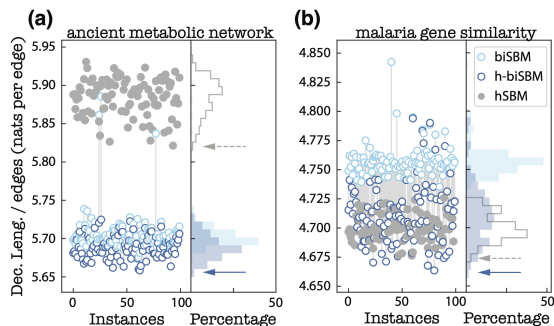 (a) ancient metabolic network
Dec. Leng. / edges (nats per edge)
5.95
5.90
5.85
5.80
5.75
5.70
5.65
0 50 100 50
Instances Percentage
(b) malaria gene similarity
4.850
4.825
4.800
4.775
4.750
4.725
4.700
4.675
4.650
biSBM
h-biSBM
hSBM
0 50 100 50
Instances Percentage